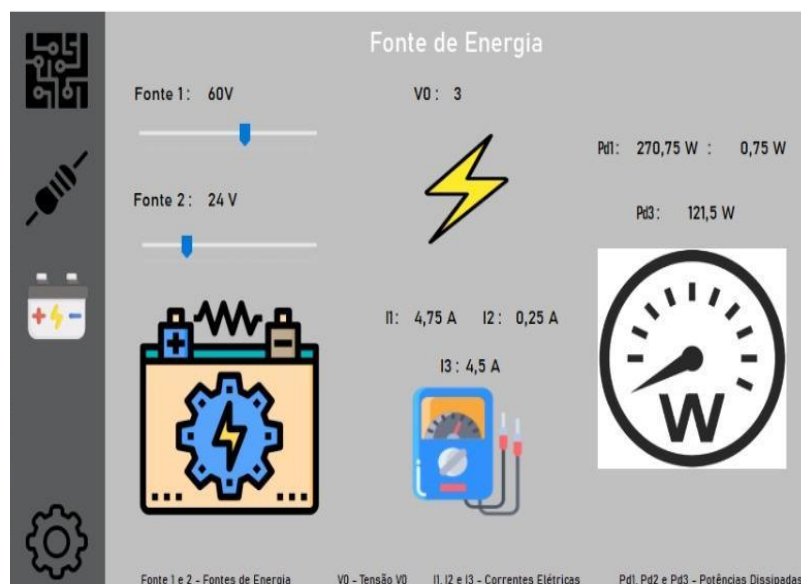 Fonte de Energia
Fonte 1: 60V
V0: 3
Pd1: 270,75 W : 0,75 W
Fonte 2: 24 V
Pd3: 121,5 W
I1: 4,75 A I2: 0,25 A
I3: 4,5 A
W
Fonte 1 e 2 - Fontes de Energia V0 - Tensão V0 I1, I2 e I3 - Correntes Elétricas Pd1, Pd2 e Pd3 - Potências Dissipadas